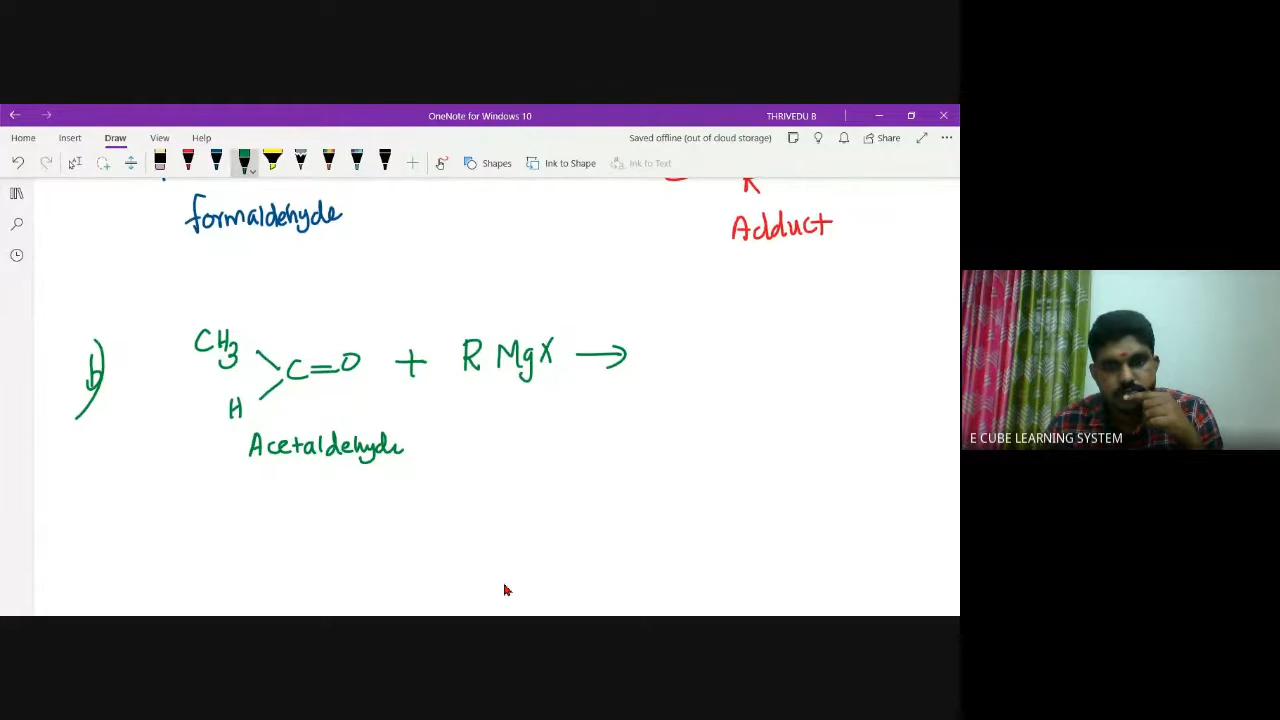 OneNote for Windows 10
THRIVEDU B
Home Insert Draw View Help
Saved offline (out of cloud storage)
Share
Shapes
Ink to Shape
Ink to Text
formaldehyde
R
Adduct
b)
CH3
C=O + R MgX →
H
Acetaldehyde
E CUBE LEARNING SYSTEM